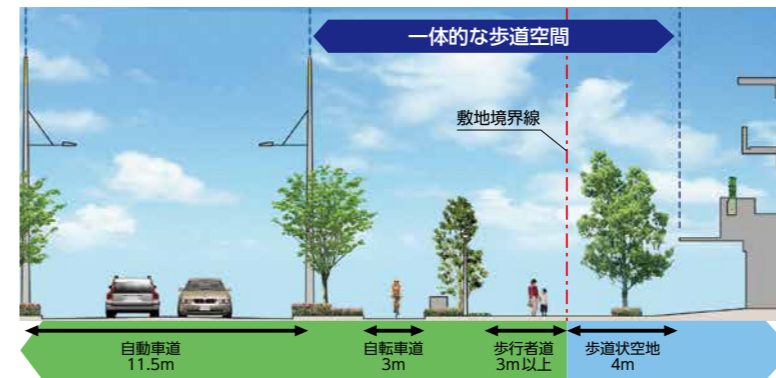 一体的な歩道空間
敷地境界線
自動車道
11.5m
自転車道
3m
歩行者道
3m以上
歩道状空地
4m